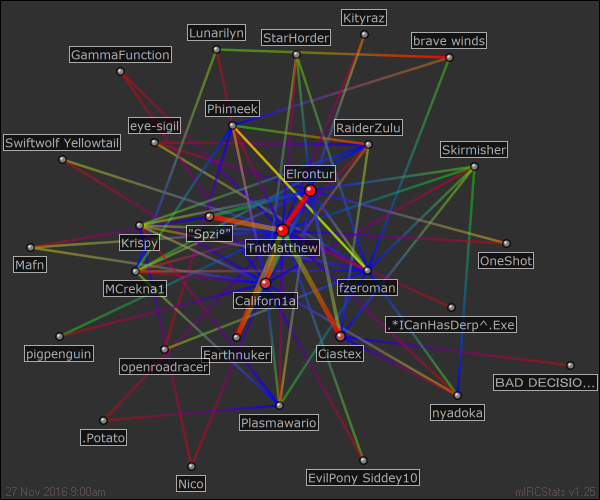 Kityraz
Lunarilyn
StarHorder
brave winds
GammaFunction
Phimeek
eye-sigil
RaiderZulu
Swiftwolf Yellowtail
Skirmisher
Elrontur
"Spzi°"
Krispy
TntMatthew
Mafn
OneShot
MCrekna1
fzeroman
Californ1a
.*ICanHasDerp^.Exe
pigpenguin
Earthnuker
Ciastex
openroadracer
BAD DECISIO...
nyadoka
Plasmawario
.Potato
EvilPony Siddey10
Nico
27 Nov 2016 9:00am
mIRCStats v1.25